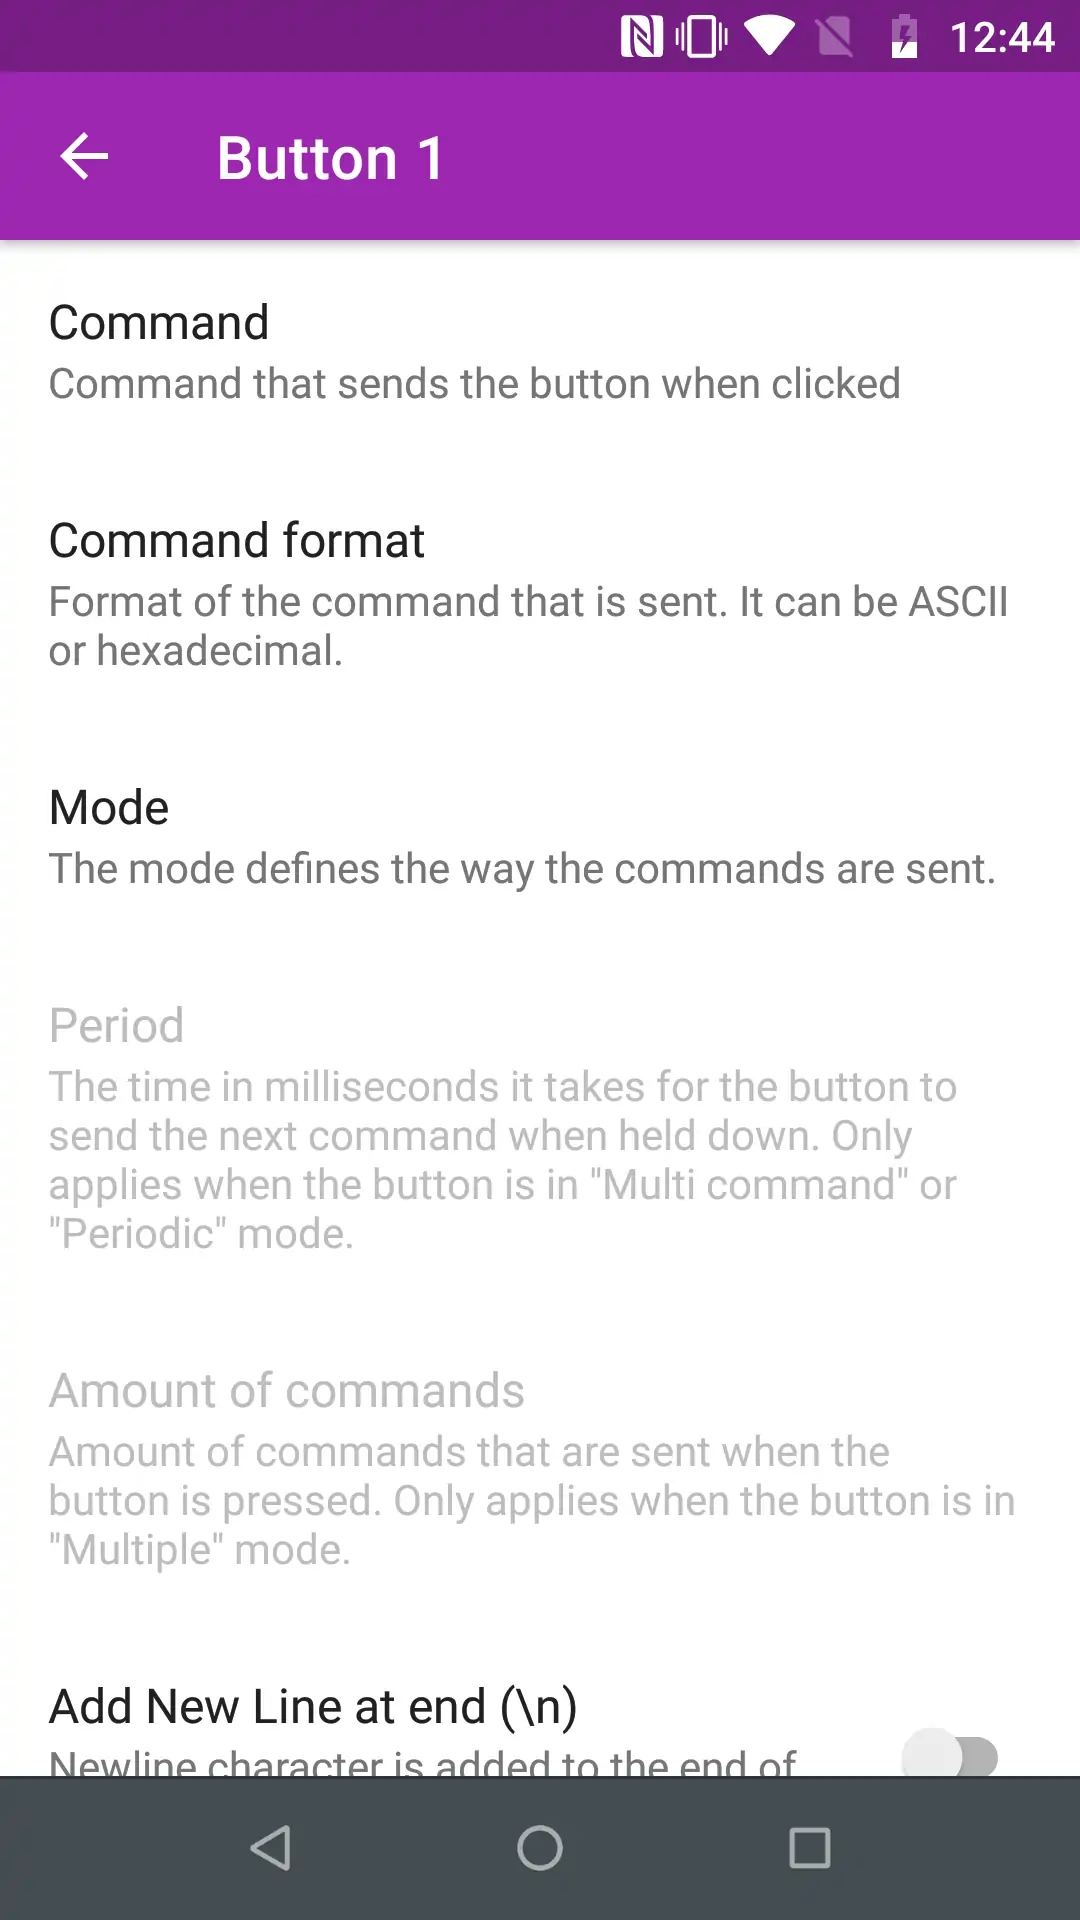 12:44
Button 1
Command
Command that sends the button when clicked
Command format
Format of the command that is sent. It can be ASCII
or hexadecimal.
Mode
The mode defines the way the commands are sent.
Period
The time in milliseconds it takes for the button to
send the next command when held down. Only
applies when the button is in "Multi command" or
"Periodic" mode.
Amount of commands
Amount of commands that are sent when the
button is pressed. Only applies when the button is in
"Multiple" mode.
Add New Line at end (\n)
Newline character is added to the end of